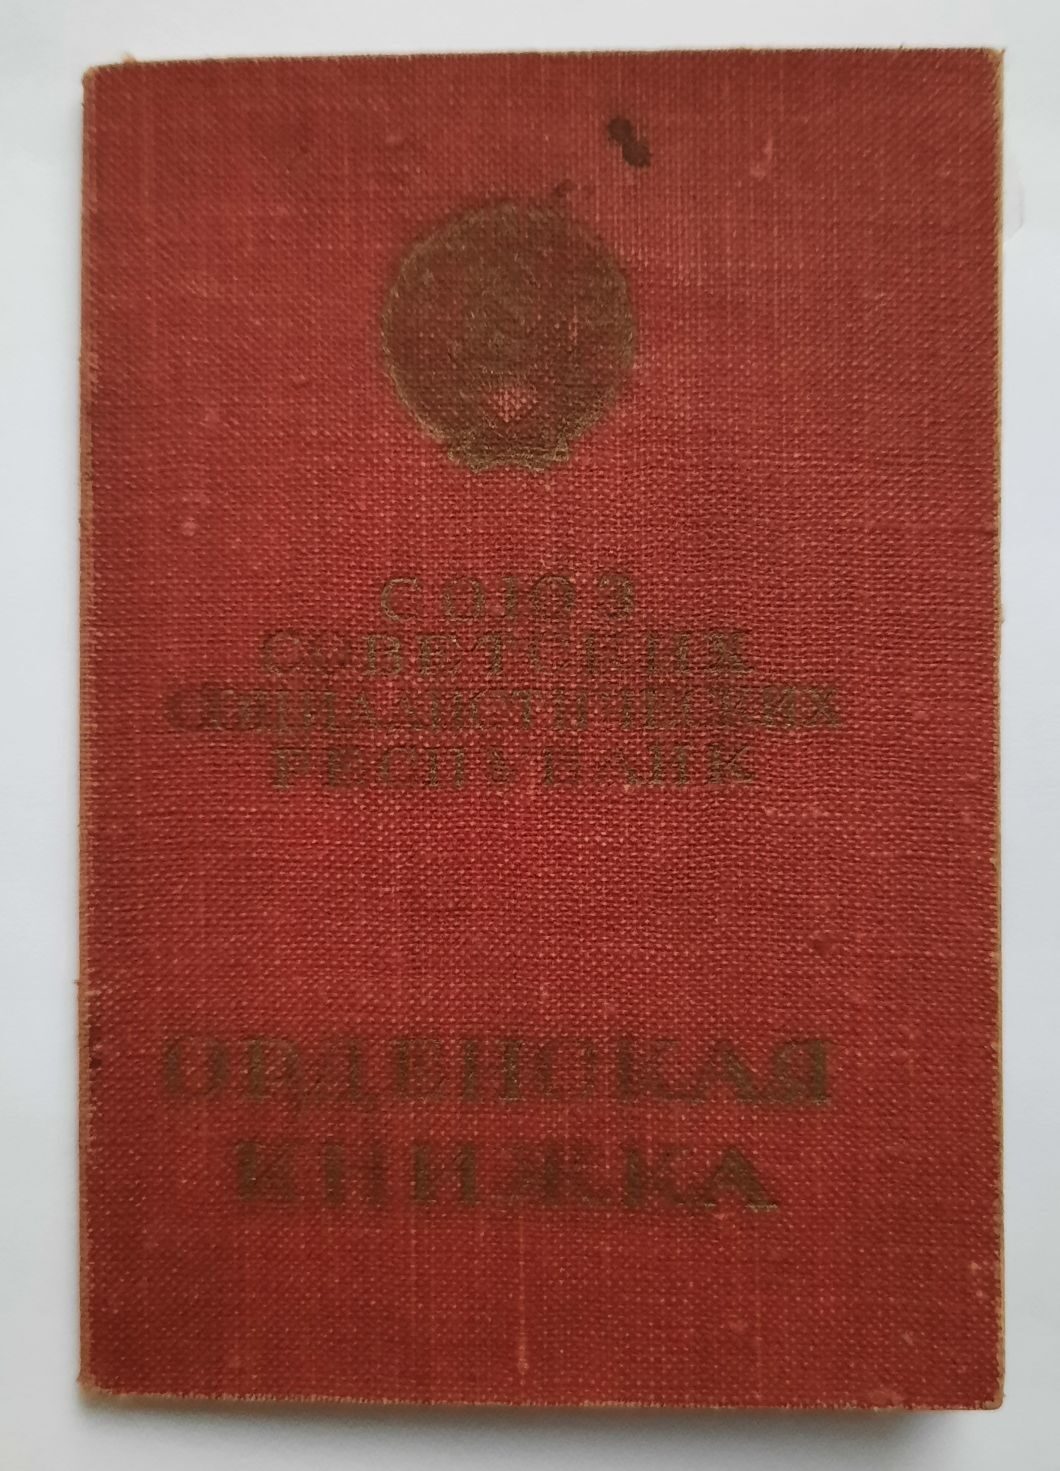 СОЮЗ
СОВЕТСКИХ
СОЦИАЛИСТИЧЕСКИХ
РЕСПУБЛИК
ОРДЕНСКАЯ
КНИЖКА